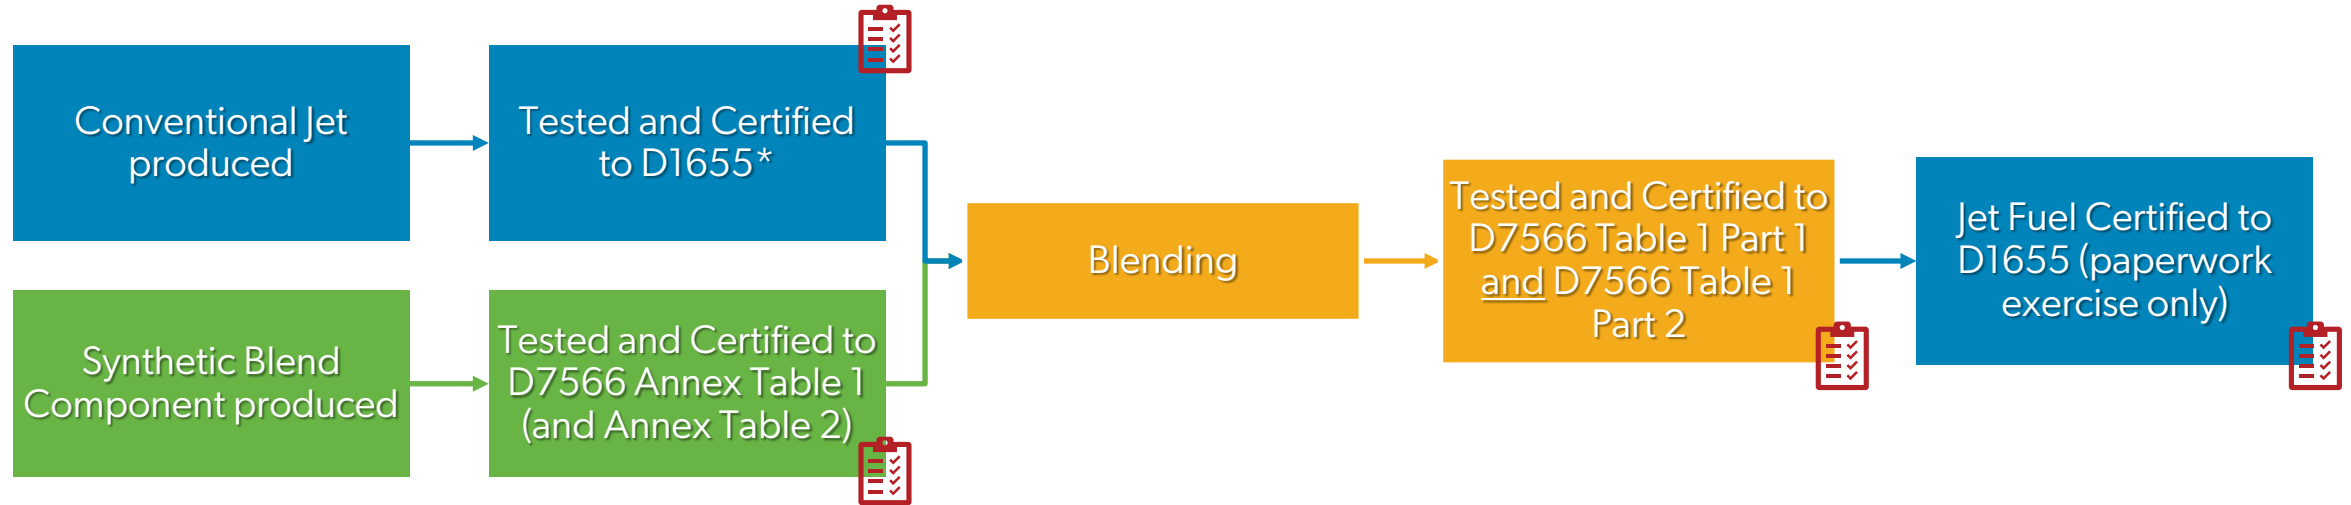 Conventional Jet
produced
Tested and Certified
to D1655*
Synthetic Blend
Component produced
Tested and Certified to
D7566 Annex Table 1
(and Annex Table 2)
Blending
Tested and Certified to
D7566 Table 1 Part 1
and D7566 Table 1
Part 2
Jet Fuel Certified to
D1655 (paperwork
exercise only)